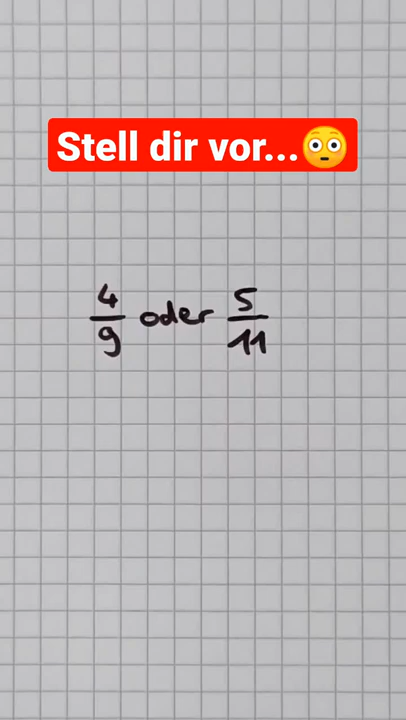 Stell dir vor...😳
4/9 oder 5/11